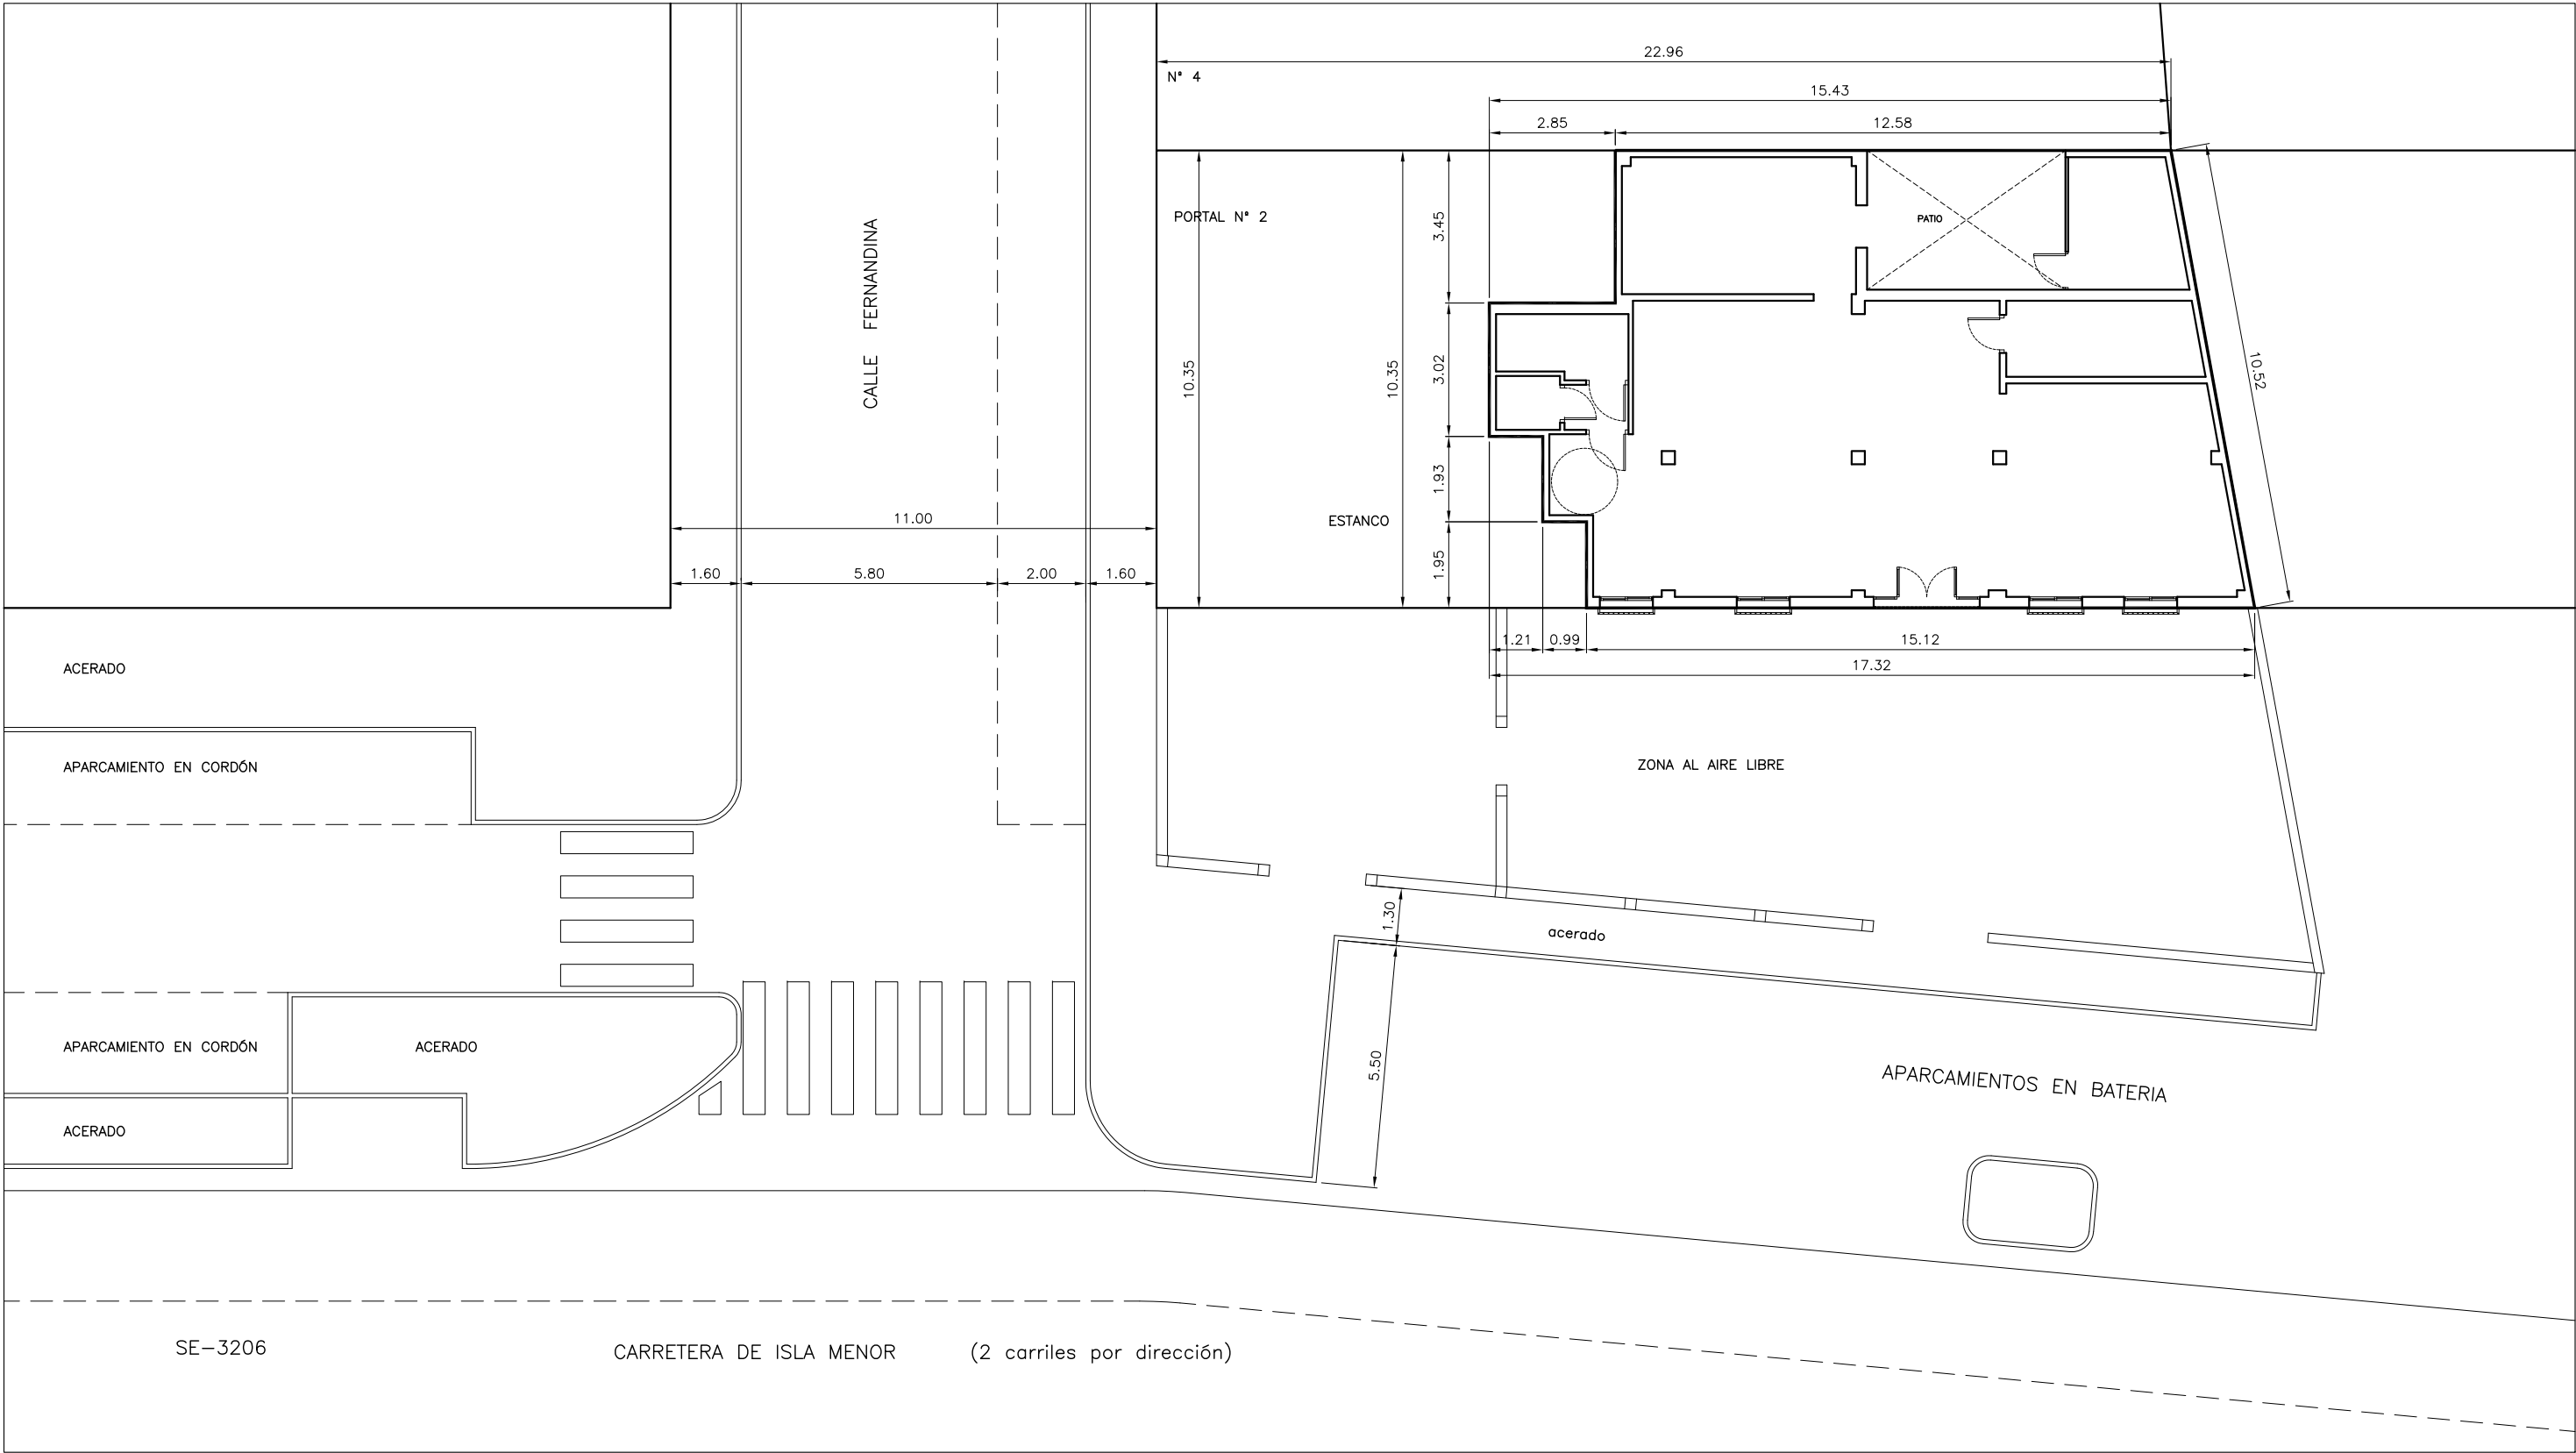 22.96
Nº 4
15.43
2.85
12.58
PORTAL Nº 2
PATIO
3.45
CALLE FERNANDINA
10.35
10.35
3.02
10.52
1.93
11.00
ESTANCO
1.95
1.60
5.80
2.00
1.60
1.21
0.99
15.12
17.32
ACERADO
APARCAMIENTO EN CORDÓN
ZONA AL AIRE LIBRE
1.30
acerado
APARCAMIENTO EN CORDÓN
ACERADO
5.50
APARCAMIENTOS EN BATERIA
ACERADO
SE-3206
CARRETERA DE ISLA MENOR
(2 carriles por dirección)